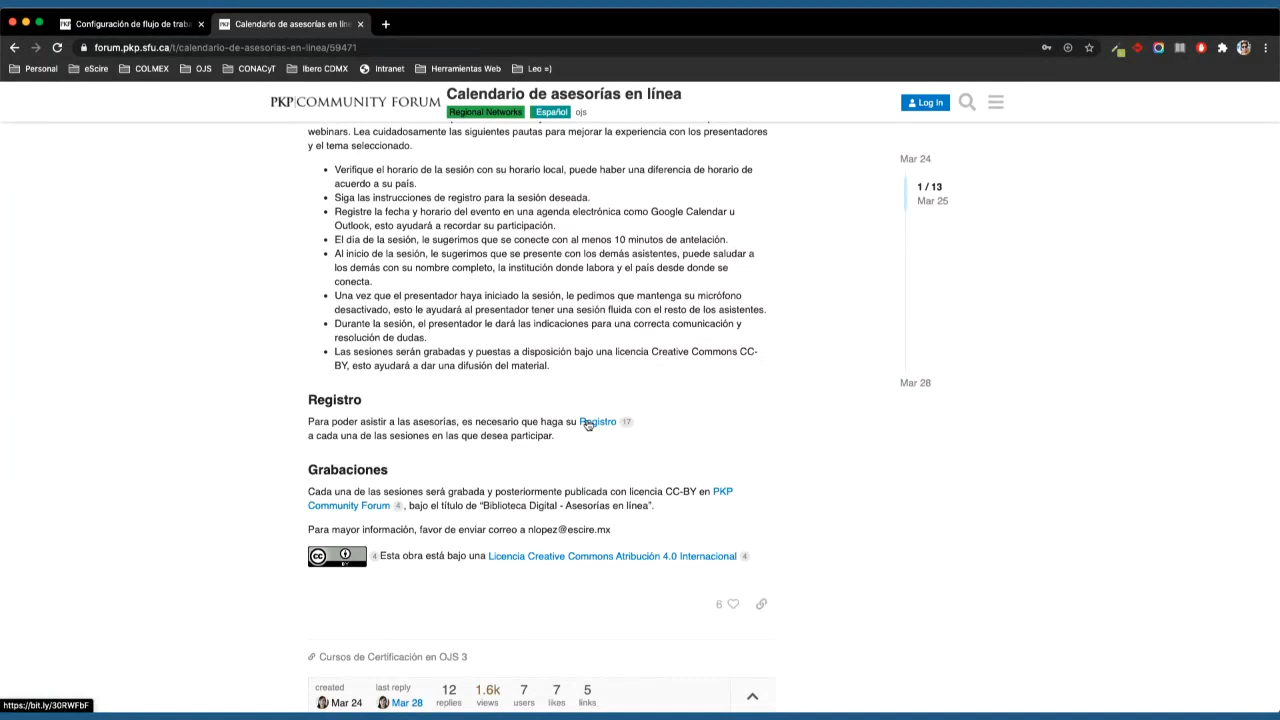 Configuración de flujo de traba
Calendario de asesorías en lín
forum.pkp.sfu.ca/t/calendario-de-asesorias-en-linea/59471
Personal eScire COLMEX OJS CONACyT Ibero CDMX Intranet Herramientas Web Leo =)
PKP|COMMUNITY FORUM
Calendario de asesorías en línea
Regional Networks Español ojs
Log In
webinars. Lea cuidadosamente las siguientes pautas para mejorar la experiencia con los presentadores
y el tema seleccionado.
Verifique el horario de la sesión con su horario local, puede haber una diferencia de horario de
acuerdo a su país.
Siga las instrucciones de registro para la sesión deseada.
Registre la fecha y horario del evento en una agenda electrónica como Google Calendar u
Outlook, esto ayudará a recordar su participación.
El día de la sesión, le sugerimos que se conecte con al menos 10 minutos de antelación.
Al inicio de la sesión, le sugerimos que se presente con los demás asistentes, puede saludar a
los demás con su nombre completo, la institución donde labora y el país desde donde se
conecta.
Una vez que el presentador haya iniciado la sesión, le pedimos que mantenga su micrófono
desactivado, esto le ayudará al presentador tener una sesión fluida con el resto de los asistentes.
Durante la sesión, el presentador le dará las indicaciones para una correcta comunicación y
resolución de dudas.
Las sesiones serán grabadas y puestas a disposición bajo una licencia Creative Commons CC-
BY, esto ayudará a dar una difusión del material.
Mar 24
1 / 13
Mar 25
Mar 28
Registro
Para poder asistir a las asesorías, es necesario que haga su Registro 17
a cada una de las sesiones en las que desea participar.
Grabaciones
Cada una de las sesiones será grabada y posteriormente publicada con licencia CC-BY en PKP
Community Forum 4 , bajo el título de “Biblioteca Digital - Asesorías en línea”.
Para mayor información, favor de enviar correo a nlopez@escire.mx
CC BY 4 Esta obra está bajo una Licencia Creative Commons Atribución 4.0 Internacional 4
6
Cursos de Certificación en OJS 3
created last reply 12 1.6k 7 7 5
Mar 24 Mar 28 replies views users likes links
https://bit.ly/30RWFbF